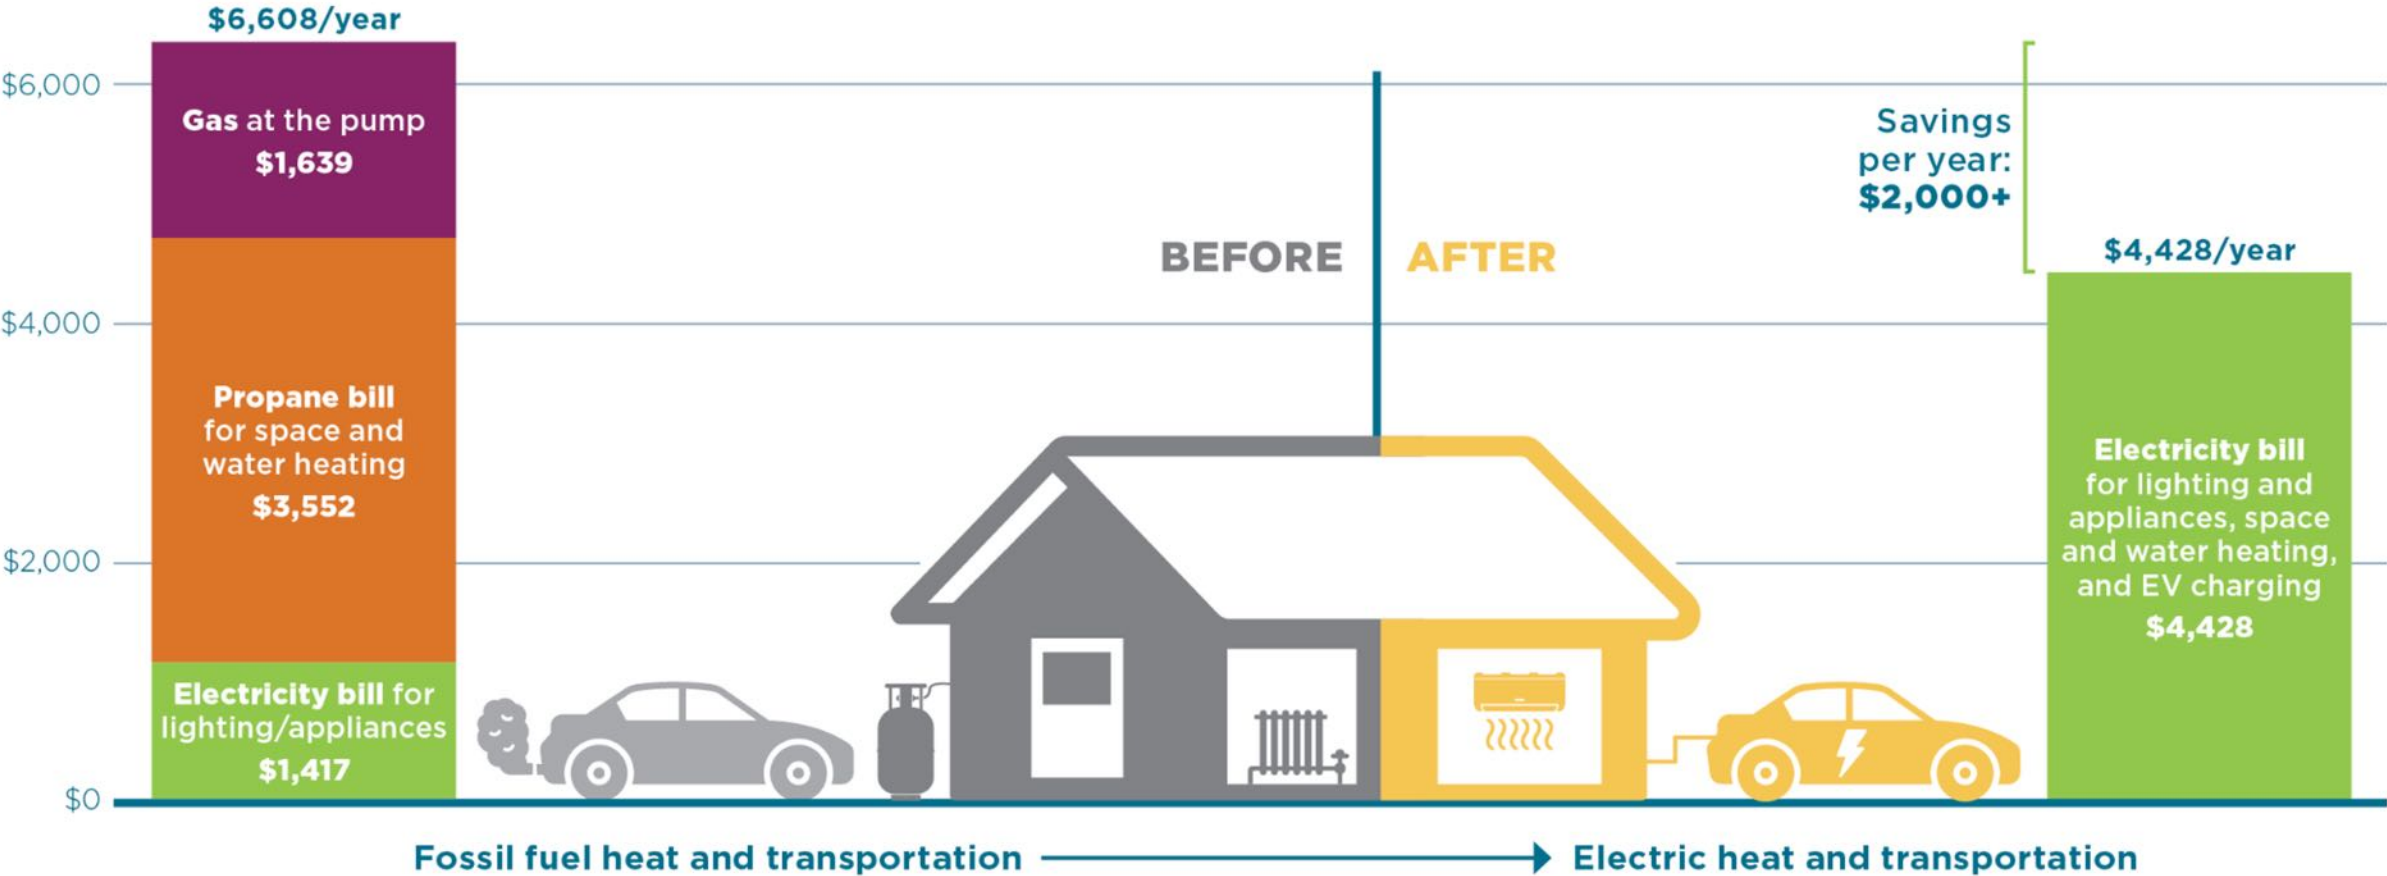 $6,608/year
$6,000
Gas at the pump
$1,639
$4,000
Propane bill
for space and
water heating
$3,552
$2,000
Electricity bill for
lighting/appliances
$1,417
$0
BEFORE
AFTER
Savings
per year:
$2,000+
$4,428/year
Electricity bill
for lighting and
appliances, space
and water heating,
and EV charging
$4,428
Fossil fuel heat and transportation
Electric heat and transportation